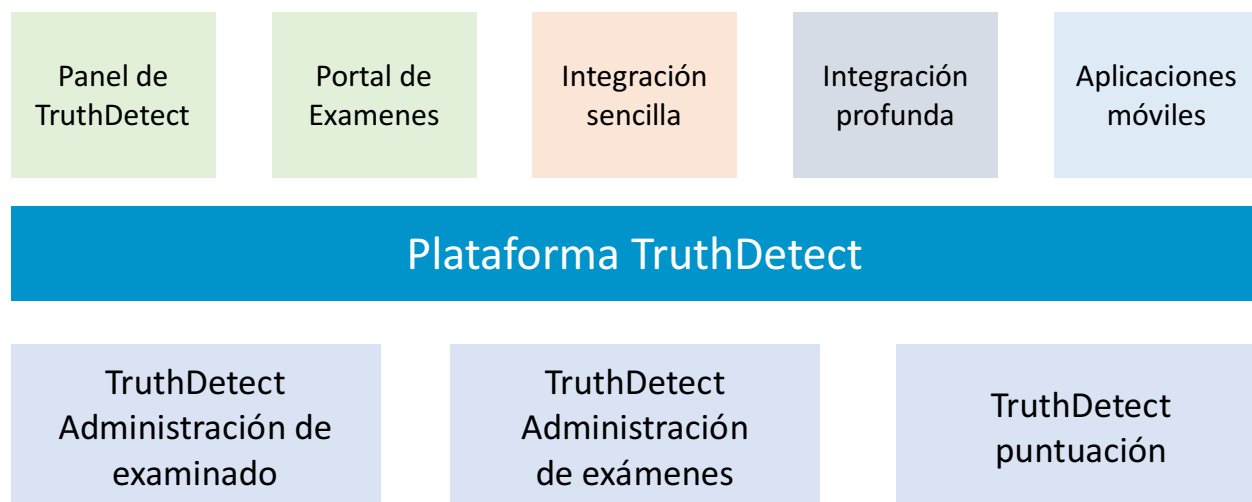 Panel de
TruthDetect
Portal de
Examenes
Integración
sencilla
Integración
profunda
Aplicaciones
móviles
Plataforma TruthDetect
TruthDetect
Administración de
examinado
TruthDetect
Administración
de exámenes
TruthDetect
puntuación